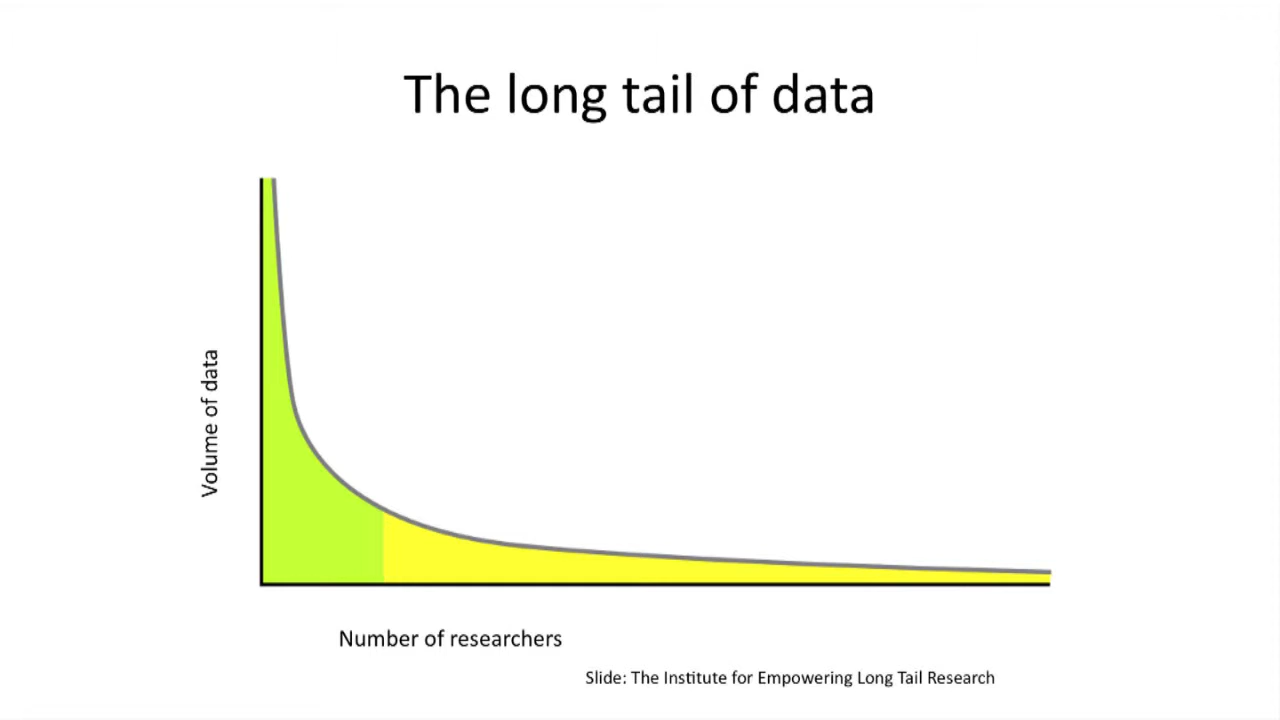 The long tail of data
Volume of data
Number of researchers
Slide: The Institute for Empowering Long Tail Research